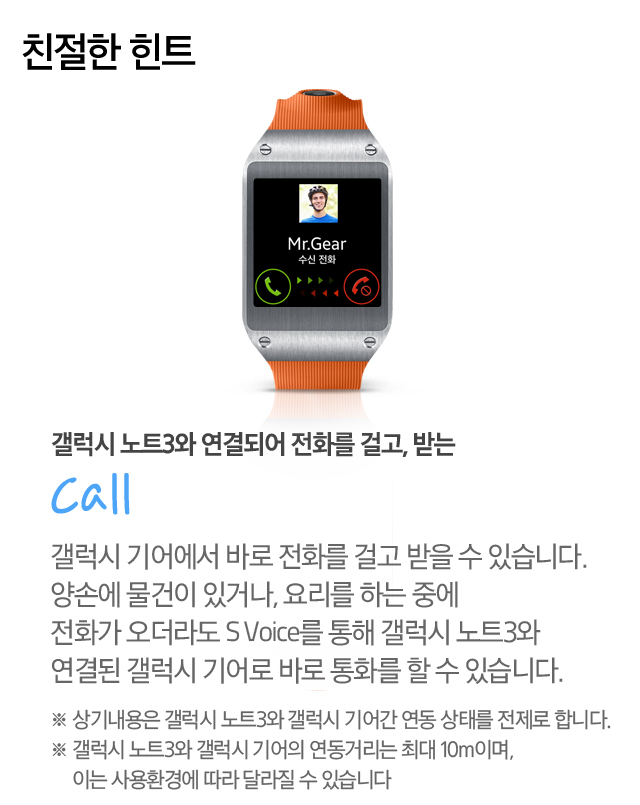 친절한 힌트
Mr.Gear
수신 전화
갤럭시 노트3와 연결되어 전화를 걸고, 받는
Call
갤럭시 기어에서 바로 전화를 걸고 받을 수 있습니다.
양손에 물건이 있거나, 요리를 하는 중에
전화가 오더라도 S Voice를 통해 갤럭시 노트3와
연결된 갤럭시 기어로 바로 통화를 할 수 있습니다.
※ 상기내용은 갤럭시 노트3와 갤럭시 기어간 연동 상태를 전제로 합니다.
※ 갤럭시 노트3와 갤럭시 기어의 연동거리는 최대 10m이며,
이는 사용환경에 따라 달라질 수 있습니다